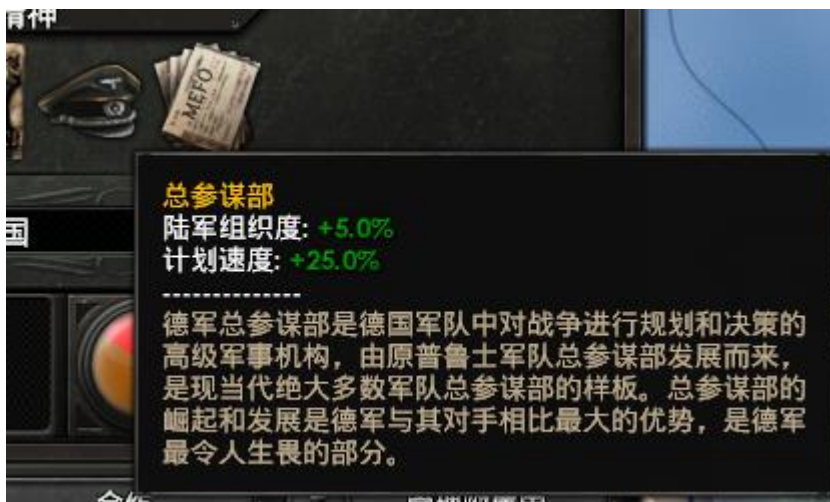 精神
MEFO
总参谋部
陆军组织度: +5.0%
计划速度: +25.0%
--------------
国
德军总参谋部是德国军队中对战争进行规划和决策的
高级军事机构，由原普鲁士军队总参谋部发展而来，
是现当代绝大多数军队总参谋部的样板。总参谋部的
崛起和发展是德军与其对手相比最大的优势，是德军
最令人生畏的部分。